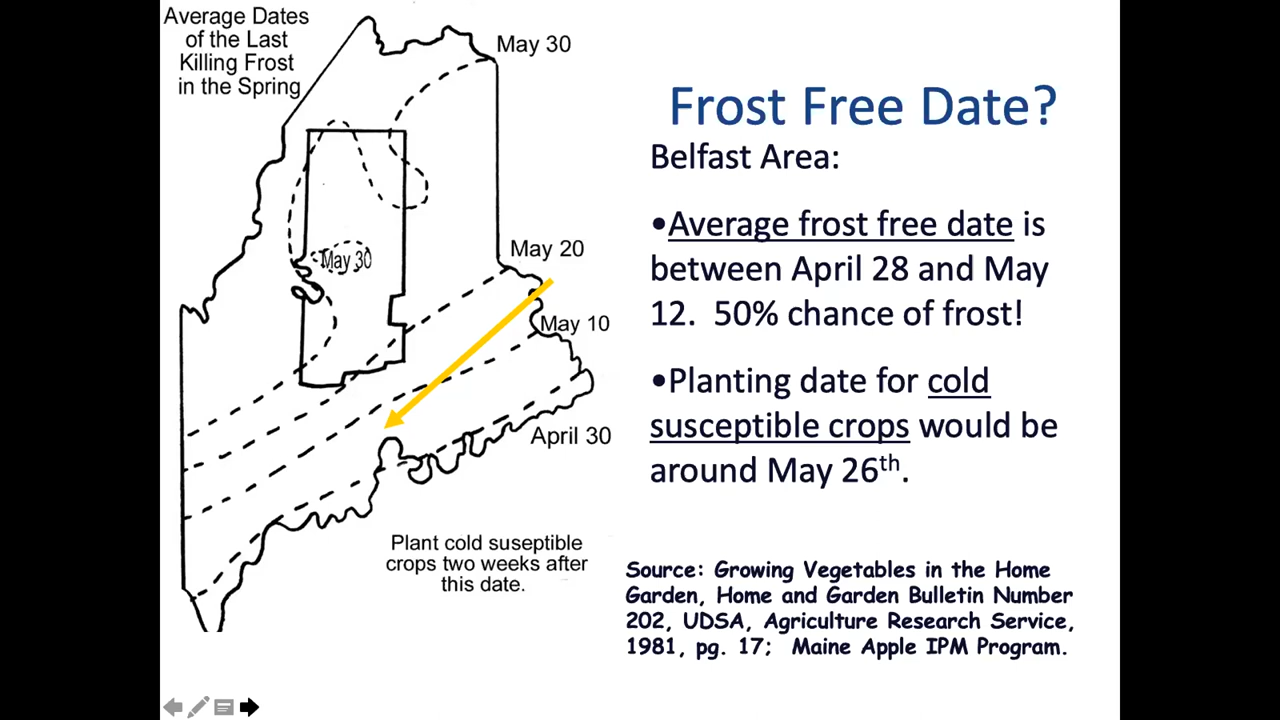 Average Dates
of the Last
Killing Frost
in the Spring
May 30
May 30
May 20
May 10
April 30
Plant cold suseptible
crops two weeks after
this date.
Frost Free Date?
Belfast Area:
•Average frost free date is
between April 28 and May
12. 50% chance of frost!
•Planting date for cold
susceptible crops would be
around May 26th.
Source: Growing Vegetables in the Home
Garden, Home and Garden Bulletin Number
202, UDSA, Agriculture Research Service,
1981, pg. 17; Maine Apple IPM Program.